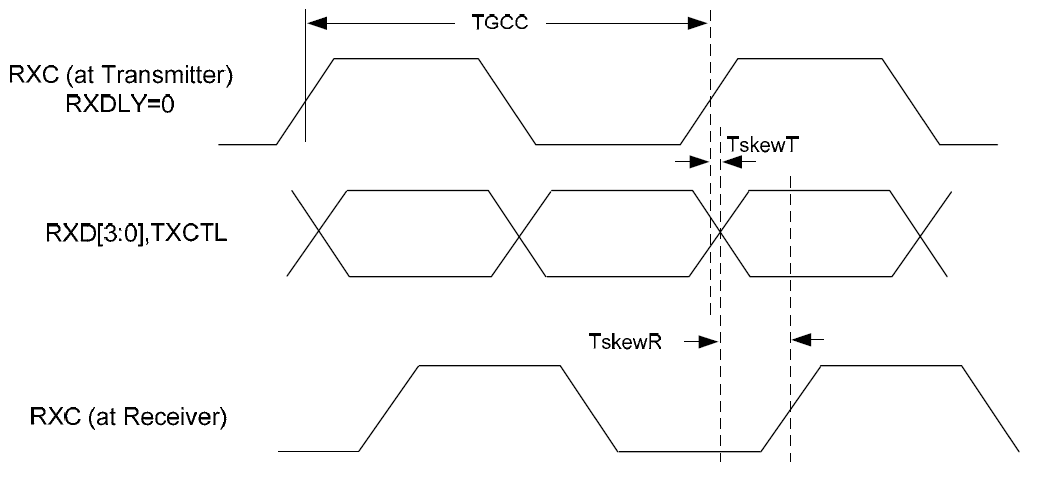 TGCC
RXC (at Transmitter)
RXDLY=0
TskewT
RXD[3:0],TXCTL
TskewR
RXC (at Receiver)